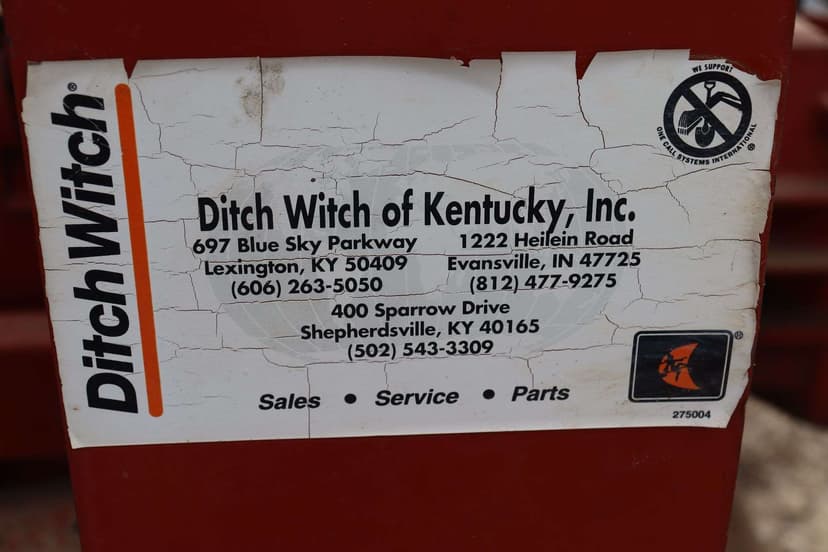 Ditch Witch®
WE SUPPORT
ONE CALL SYSTEMS INTERNATIONAL ®
Ditch Witch of Kentucky, Inc.
697 Blue Sky Parkway 1222 Heilein Road
Lexington, KY 50409 Evansville, IN 47725
(606) 263-5050 (812) 477-9275
400 Sparrow Drive
Shepherdsville, KY 40165
(502) 543-3309
Sales • Service • Parts
®
275004